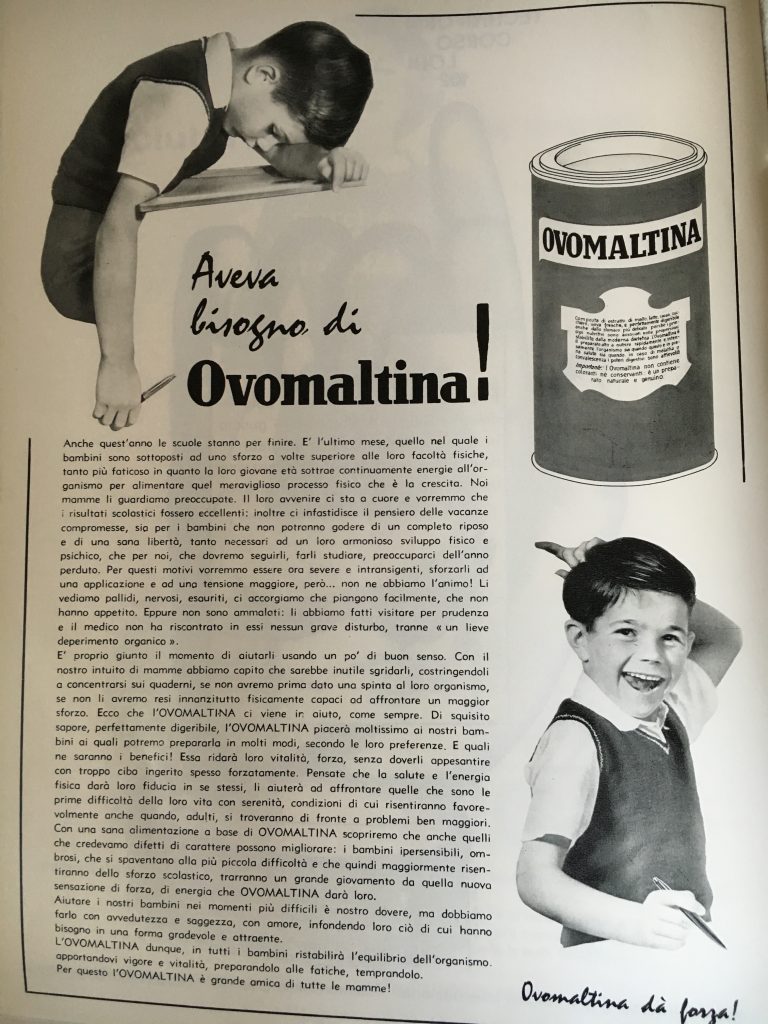 Aveva
bisogno di
Ovomaltina!
OVOMALTINA
Importante: l'Ovomaltina non contiene
coloranti né conservanti: è un prepa-
rato naturale e genuino.
Anche quest'anno le scuole stanno per finire. E' l'ultimo mese, quello nel quale i
bambini sono sottoposti ad uno sforzo a volte superiore alle loro facoltà fisiche,
tanto più faticoso in quanto la loro giovane età sottrae continuamente energie all'or-
ganismo per alimentare quel meraviglioso processo fisico che è la crescita. Noi
mamme li guardiamo preoccupate. Il loro avvenire ci sta a cuore e vorremmo che
i risultati scolastici fossero eccellenti: inoltre ci infastidisce il pensiero delle vacanze
compromesse, sia per i bambini che non potranno godere di un completo riposo
e di una sana libertà, tanto necessari ad un loro armonioso sviluppo fisico e
psichico, che per noi, che dovremo seguirli, farli studiare, preoccuparci dell'anno
perduto. Per questi motivi vorremmo essere ora severe e intransigenti, sforzarli ad
una applicazione e ad una tensione maggiore, però... non ne abbiamo l'animo! Li
vediamo pallidi, nervosi, esauriti, ci accorgiamo che piangono facilmente, che non
hanno appetito. Eppure non sono ammalati: li abbiamo fatti visitare per prudenza
e il medico non ha riscontrato in essi nessun grave disturbo, tranne « un lieve
deperimento organico ».
E' proprio giunto il momento di aiutarli usando un po' di buon senso. Con il
nostro intuito di mamme abbiamo capito che sarebbe inutile sgridarli, costringendoli
a concentrarsi sui quaderni, se non avremo prima dato una spinta al loro organismo,
se non li avremo resi innanzitutto fisicamente capaci ad affrontare un maggior
sforzo. Ecco che l'OVOMALTINA ci viene in aiuto, come sempre. Di squisito
sapore, perfettamente digeribile, l'OVOMALTINA piacerà moltissimo ai nostri bam-
bini ai quali potremo prepararla in molti modi, secondo le loro preferenze. E quali
ne saranno i benefici! Essa ridarà loro vitalità, forza, senza doverli appesantire
con troppo cibo ingerito spesso forzatamente. Pensate che la salute e l'energia
fisica darà loro fiducia in se stessi, li aiuterà ad affrontare quelle che sono le
prime difficoltà della loro vita con serenità, condizioni di cui risentiranno favore-
volmente anche quando, adulti, si troveranno di fronte a problemi ben maggiori.
Con una sana alimentazione a base di OVOMALTINA scopriremo che anche quelli
che credevamo difetti di carattere possono migliorare: i bambini ipersensibili, om-
brosi, che si spaventano alla più piccola difficoltà e che quindi maggiormente risen-
tiranno dello sforzo scolastico, trarranno grande giovamento da quella nuova
sensazione di forza, di energia che OVOMALTINA darà loro.
Aiutare i nostri bambini nei momenti più difficili è nostro dovere, ma dobbiamo
farlo con avvedutezza e saggezza, con amore, infondendo loro ciò di cui hanno
bisogno in una forma gradevole e attraente.
L'OVOMALTINA dunque, in tutti i bambini ristabilirà l'equilibrio dell'organismo,
apportandovi vigore e vitalità, preparandolo alle fatiche, temprandolo.
Per questo l'OVOMALTINA è grande amica di tutte le mamme!
Ovomaltina dà forza!